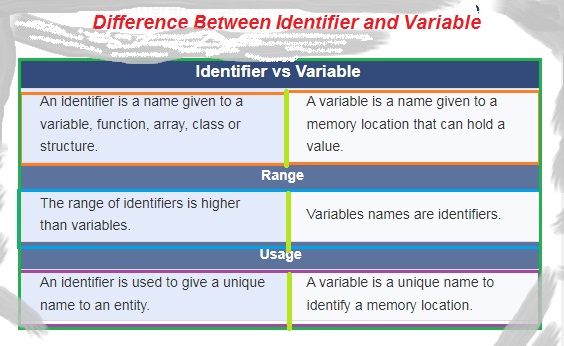 Difference Between Identifier and Variable
Identifier vs Variable
An identifier is a name given to a
variable, function, array, class or
structure.
A variable is a name given to a
memory location that can hold a
value.
Range
The range of identifiers is higher
than variables.
Variables names are identifiers.
Usage
An identifier is used to give a unique
name to an entity.
A variable is a unique name to
identify a memory location.